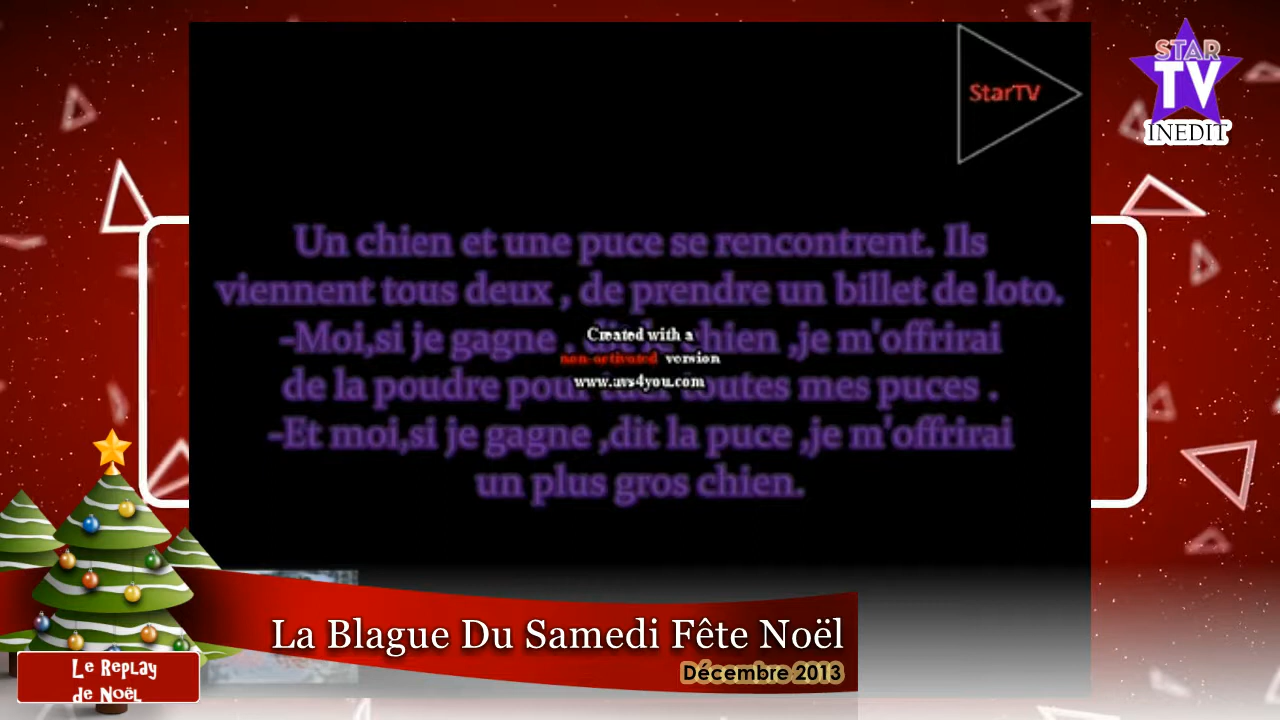 STAR
TV
INEDIT
StarTV
Un chien et une puce se rencontrent. Ils
viennent tous deux , de prendre un billet de loto.
-Moi,si je gagne , dit le chien ,je m'offrirai
de la poudre pour tuer toutes mes puces .
-Et moi,si je gagne ,dit la puce ,je m'offrirai
un plus gros chien.
Created with a
non-activated version
www.avs4you.com
La Blague Du Samedi Fête Noël
Décembre 2013
Le Replay
de Noël